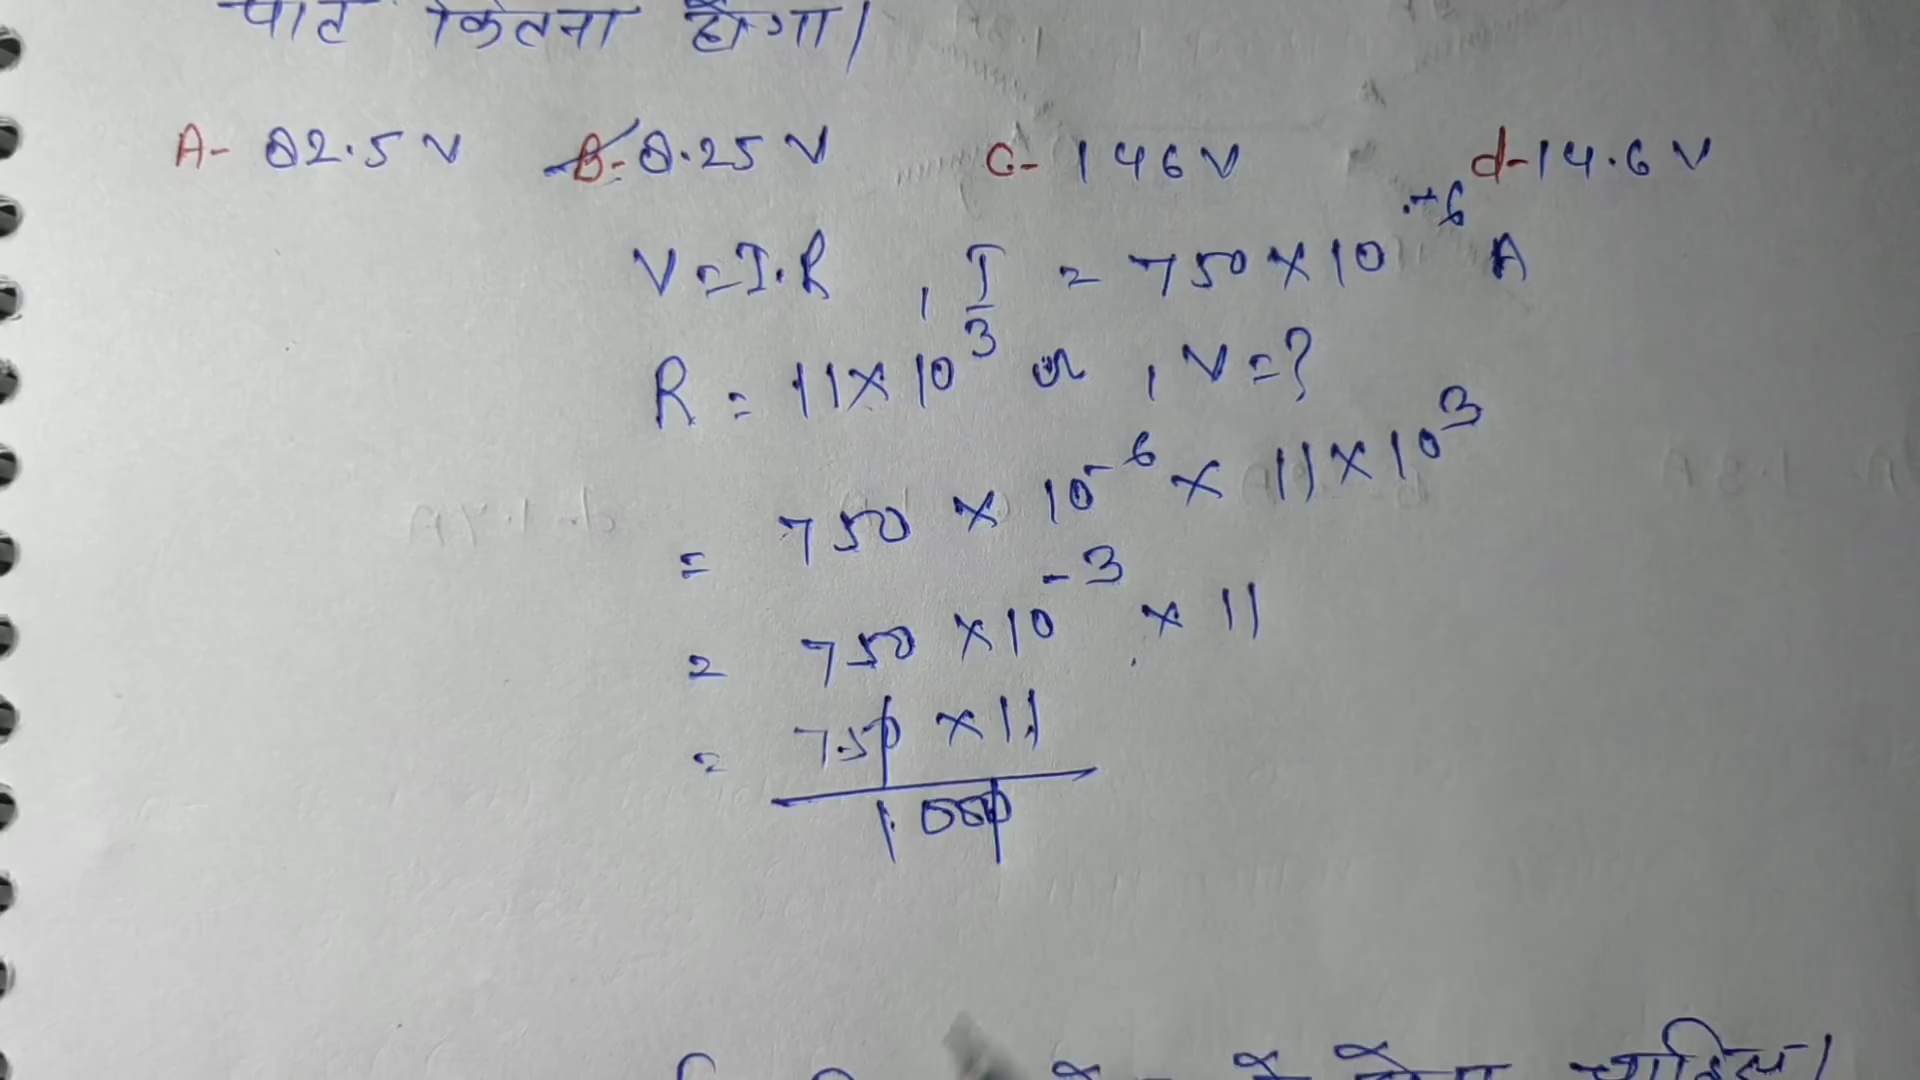 कितना होगा।
A- 82.5 V B- 8.25 V C- 146 V d- 14.6 V
V = I.R , I = 750 × 10⁻⁶ A
R = 11 × 10³ Ω , V = ?
= 750 × 10⁻⁶ × 11 × 10³
= 750 × 10⁻³ × 11
= 750 × 11
1000
चाहिए।